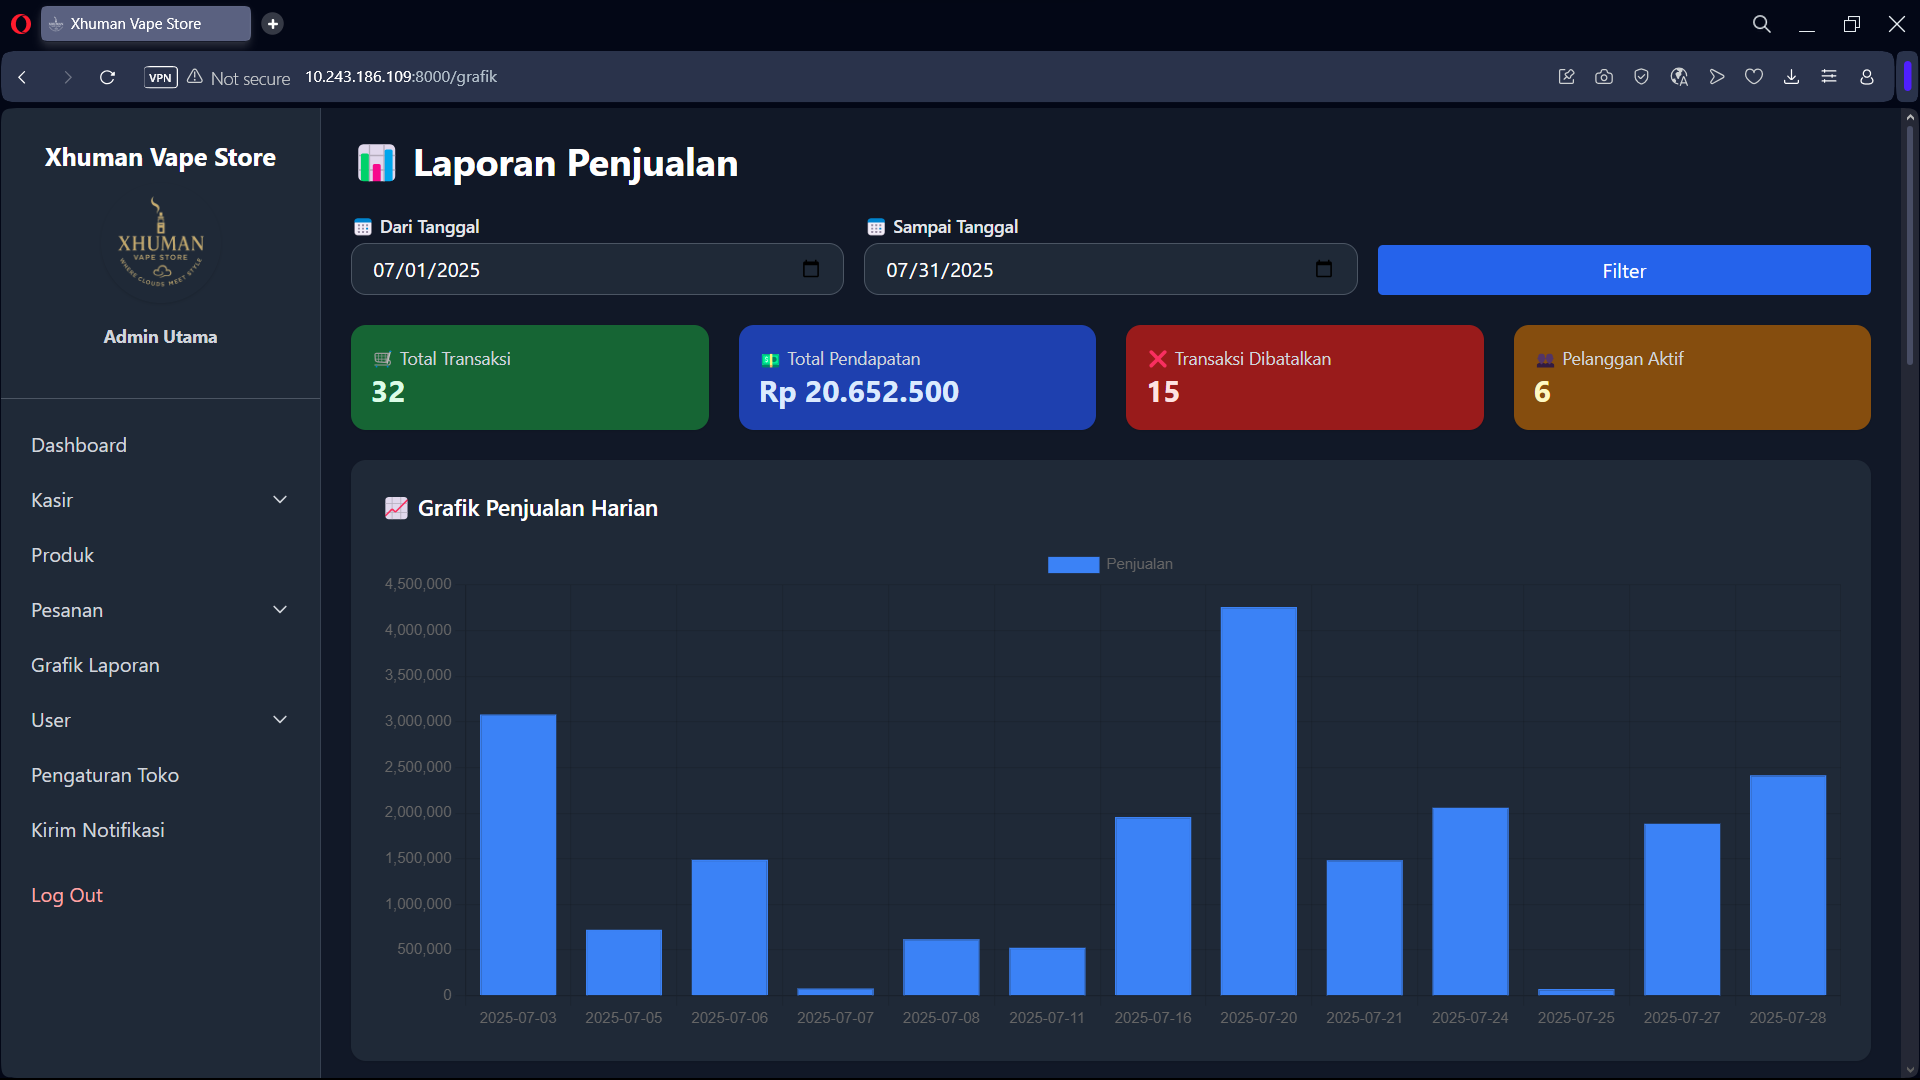 Xhuman Vape Store
VPN
Not secure
10.243.186.109:8000/grafik
Xhuman Vape Store
XHUMAN
VAPE STORE
WHERE CLOUDS MEET STYLE
Admin Utama
Dashboard
Kasir
Produk
Pesanan
Grafik Laporan
User
Pengaturan Toko
Kirim Notifikasi
Log Out
Laporan Penjualan
Dari Tanggal
07/01/2025
Sampai Tanggal
07/31/2025
Filter
Total Transaksi
32
Total Pendapatan
Rp 20.652.500
Transaksi Dibatalkan
15
Pelanggan Aktif
6
Grafik Penjualan Harian
Penjualan
4,500,000
4,000,000
3,500,000
3,000,000
2,500,000
2,000,000
1,500,000
1,000,000
500,000
0
2025-07-03 2025-07-05 2025-07-06 2025-07-07 2025-07-08 2025-07-11 2025-07-16 2025-07-20 2025-07-21 2025-07-24 2025-07-25 2025-07-27 2025-07-28